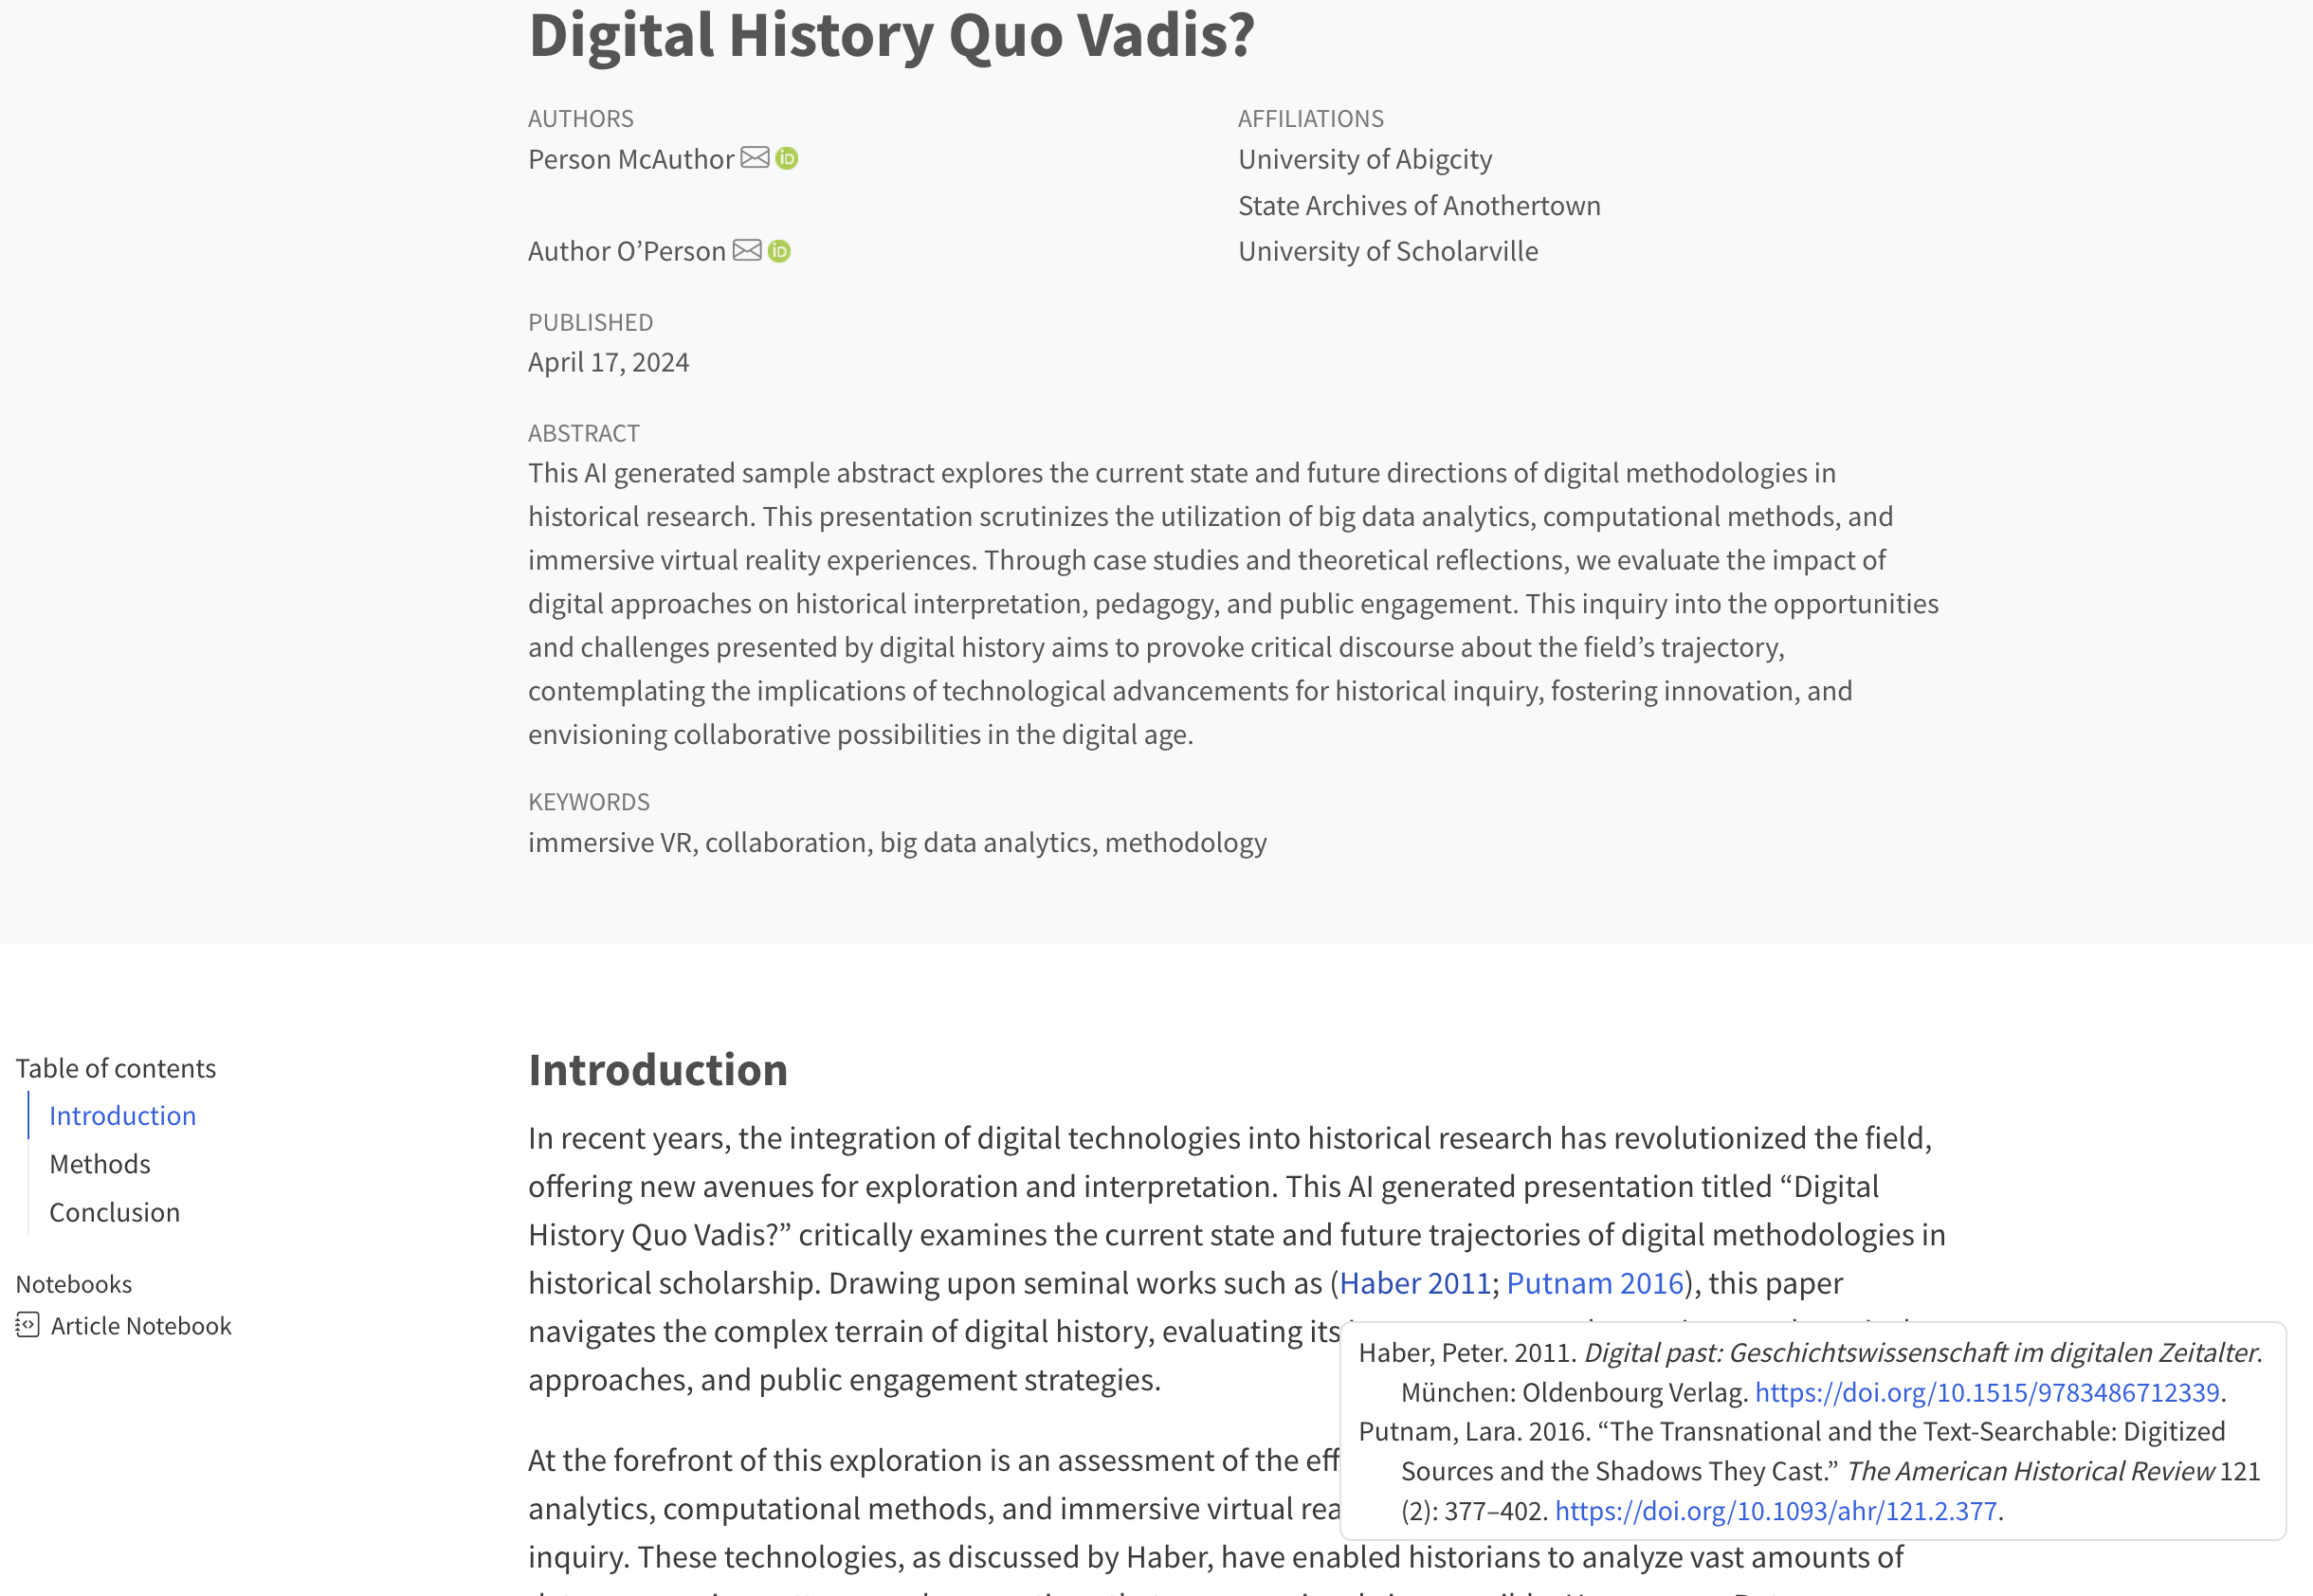 Digital History Quo Vadis?
AUTHORS
AFFILIATIONS
Person McAuthor
University of Abigcity
State Archives of Anothertown
Author O’Person
University of Scholarville
PUBLISHED
April 17, 2024
ABSTRACT
This AI generated sample abstract explores the current state and future directions of digital methodologies in
historical research. This presentation scrutinizes the utilization of big data analytics, computational methods, and
immersive virtual reality experiences. Through case studies and theoretical reflections, we evaluate the impact of
digital approaches on historical interpretation, pedagogy, and public engagement. This inquiry into the opportunities
and challenges presented by digital history aims to provoke critical discourse about the field’s trajectory,
contemplating the implications of technological advancements for historical inquiry, fostering innovation, and
envisioning collaborative possibilities in the digital age.
KEYWORDS
immersive VR, collaboration, big data analytics, methodology
Table of contents
Introduction
Methods
Conclusion
Notebooks
Article Notebook
Introduction
In recent years, the integration of digital technologies into historical research has revolutionized the field,
offering new avenues for exploration and interpretation. This AI generated presentation titled “Digital
History Quo Vadis?” critically examines the current state and future trajectories of digital methodologies in
historical scholarship. Drawing upon seminal works such as (Haber 2011; Putnam 2016), this paper
navigates the complex terrain of digital history, evaluating its
approaches, and public engagement strategies.
At the forefront of this exploration is an assessment of the
analytics, computational methods, and immersive virtual
inquiry. These technologies, as discussed by Haber, have enabled historians to analyze vast amounts of
Haber, Peter. 2011. Digital past: Geschichtswissenschaft im digitalen Zeitalter.
München: Oldenbourg Verlag. https://doi.org/10.1515/9783486712339.
Putnam, Lara. 2016. “The Transnational and the Text-Searchable: Digitized
Sources and the Shadows They Cast.” The American Historical Review 121
(2): 377–402. https://doi.org/10.1093/ahr/121.2.377.